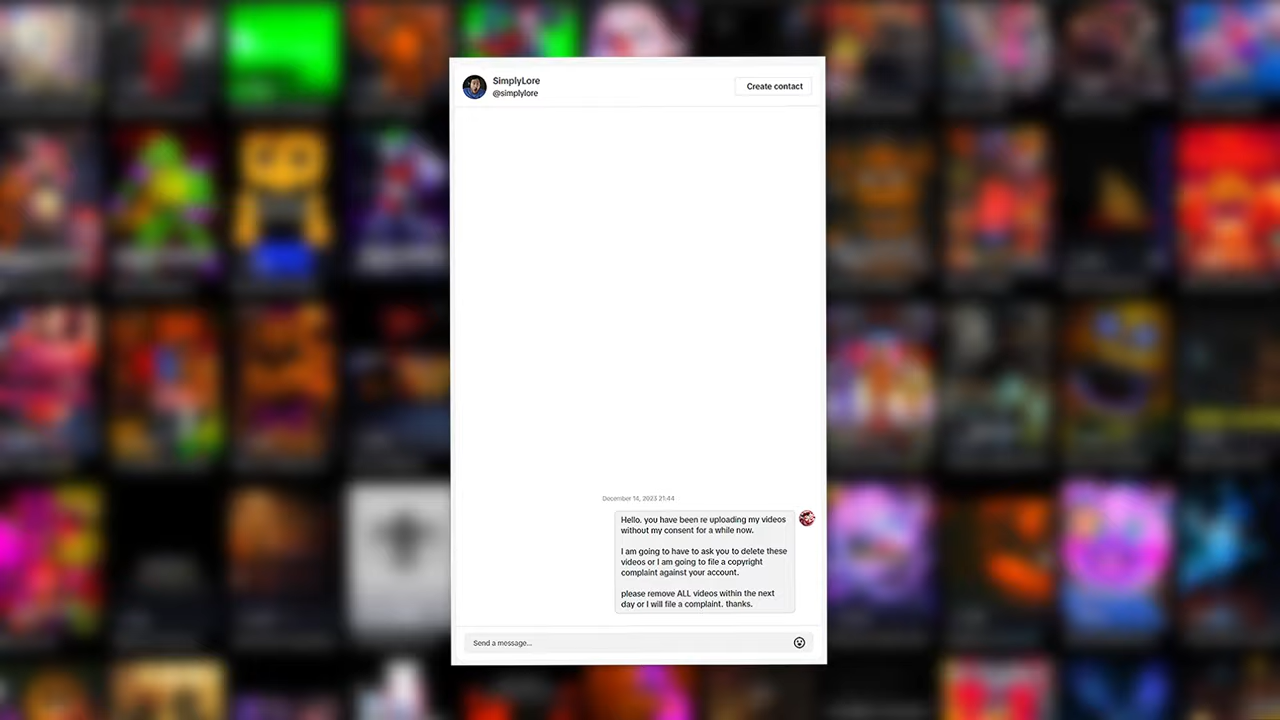 SimplyLore
@simplylore
Create contact
December 14, 2023 21:44
Hello. you have been re uploading my videos
without my consent for a while now.
I am going to have to ask you to delete these
videos or I am going to file a copyright
complaint against your account.
please remove ALL videos within the next
day or I will file a complaint. thanks.
Send a message...